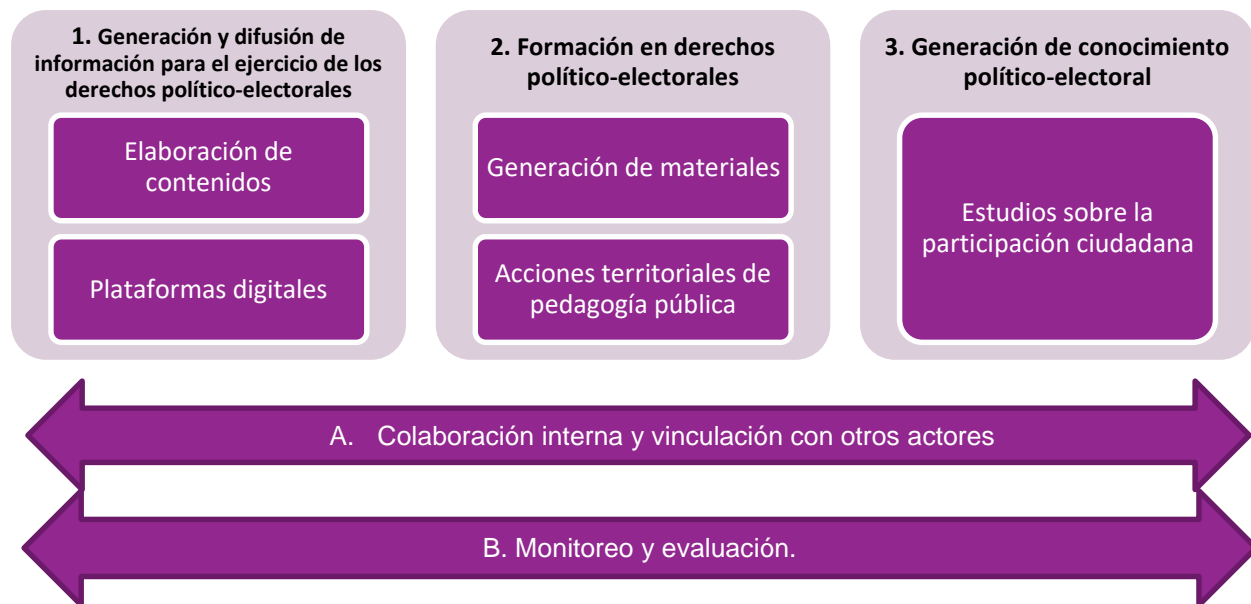 1. Generación y difusión de
información para el ejercicio de los
derechos político-electorales
Elaboración de
contenidos
Plataformas digitales
2. Formación en derechos
político-electorales
Generación de materiales
Acciones territoriales de
pedagogía pública
3. Generación de conocimiento
político-electoral
Estudios sobre la
participación ciudadana
A. Colaboración interna y vinculación con otros actores
B. Monitoreo y evaluación.